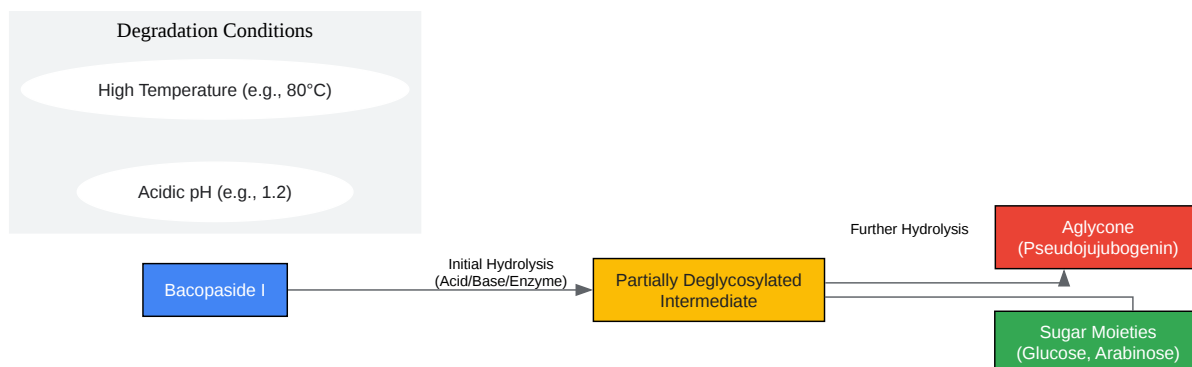 Degradation Conditions
High Temperature (e.g., 80°C)
Acidic pH (e.g., 1.2)
Bacopaside I
Initial Hydrolysis
(Acid/Base/Enzyme)
Partially Deglycosylated
Intermediate
Further Hydrolysis
Aglycone
(Pseudojujubogenin)
Sugar Moieties
(Glucose, Arabinose)